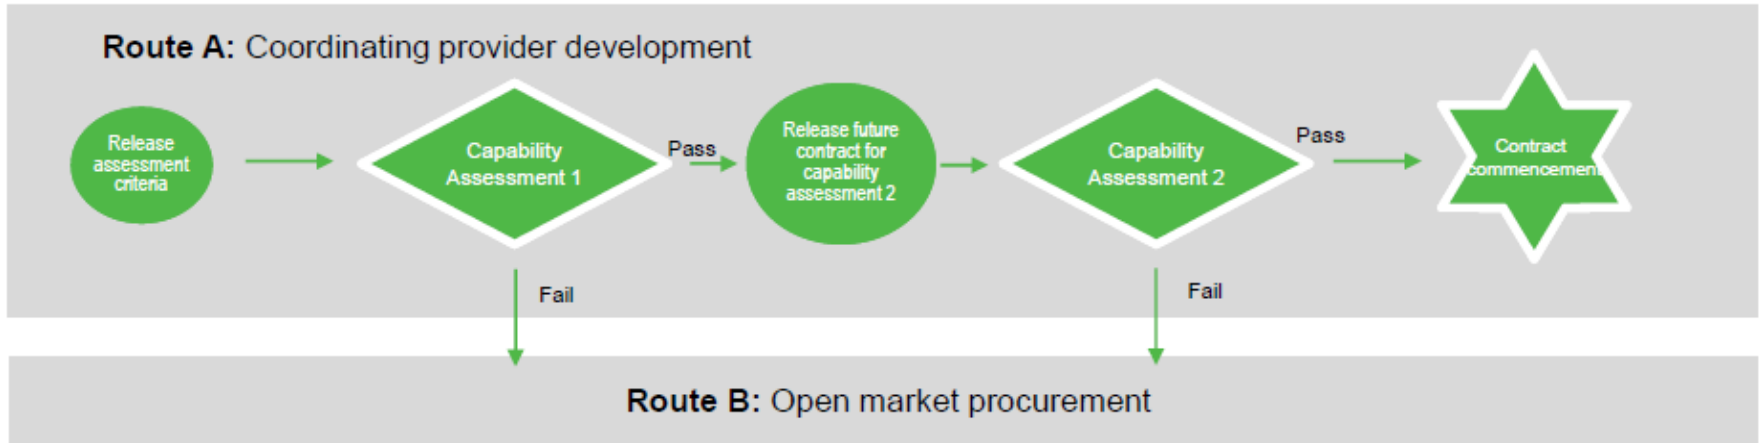 Route A: Coordinating provider development
Release
assessment
criteria
Capability
Assessment 1
Pass
Release future
contract for
capability
assessment 2
Capability
Assessment 2
Pass
Contract
commencement
Fail
Fail
Route B: Open market procurement